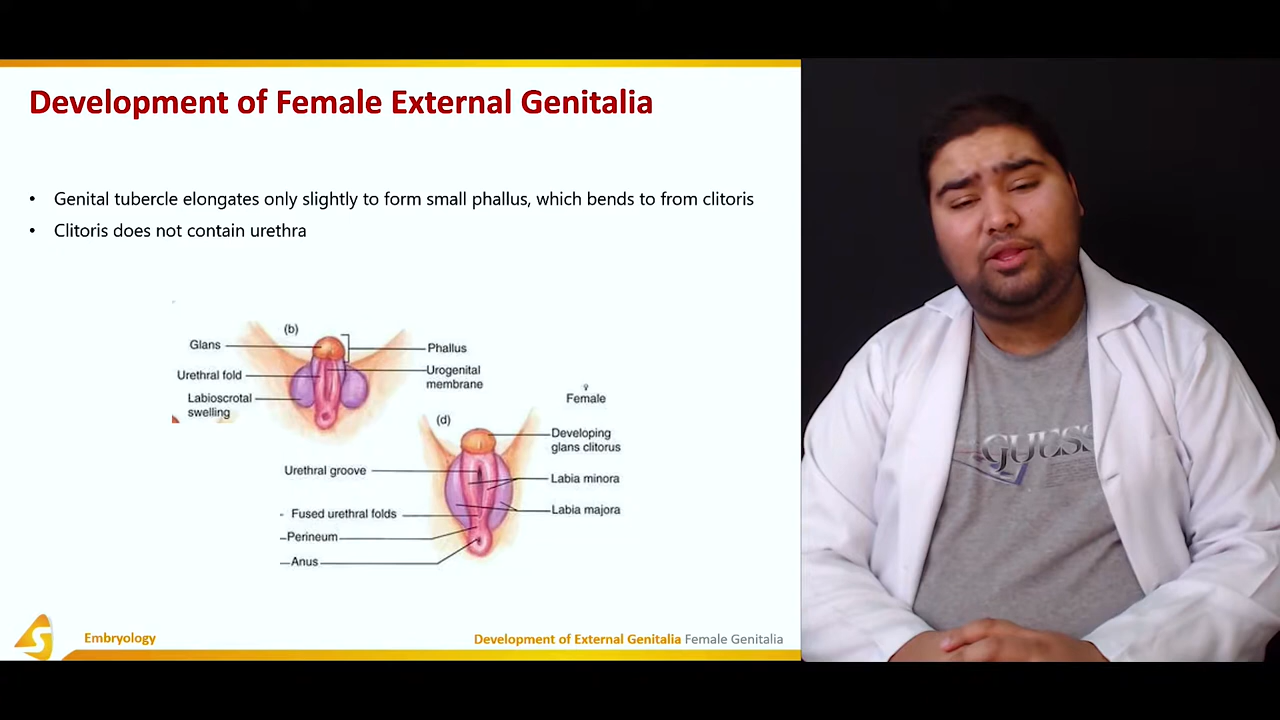 Development of Female External Genitalia
• Genital tubercle elongates only slightly to form small phallus, which bends to from clitoris
• Clitoris does not contain urethra
(b)
Glans
Phallus
Urethral fold
Urogenital
membrane
Labioscrotal
swelling
♀
Female
(d)
Developing
glans clitorus
Urethral groove
Labia minora
Fused urethral folds
Labia majora
Perineum
Anus
GUESS
S
Embryology
Development of External Genitalia Female Genitalia